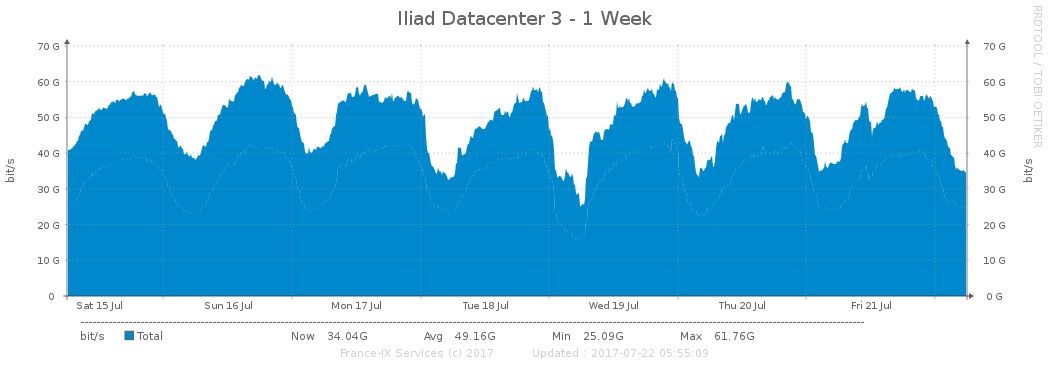 Iliad Datacenter 3 - 1 Week
RRDTOOL / TOBI OETIKER
70 G 70 G
60 G 60 G
50 G 50 G
40 G 40 G
30 G 30 G
20 G 20 G
10 G 10 G
0 0 G
bit/s bit/s
Sat 15 Jul Sun 16 Jul Mon 17 Jul Tue 18 Jul Wed 19 Jul Thu 20 Jul Fri 21 Jul
bit/s Total Now 34.04G Avg 49.16G Min 25.09G Max 61.76G
France-IX Services (c) 2017 Updated : 2017-07-22 05:55:09